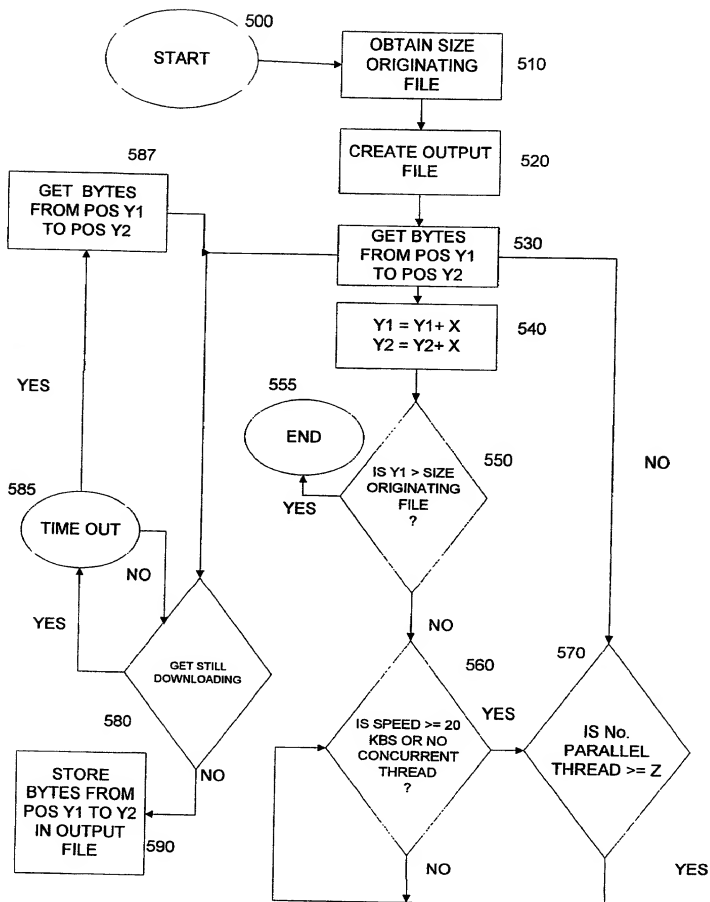 500
START
OBTAIN SIZE
ORIGINATING
FILE
510
CREATE OUTPUT
FILE
520
587
GET BYTES
FROM POS Y1
TO POS Y2
GET BYTES
FROM POS Y1
TO POS Y2
530
Y1 = Y1+ X
Y2 = Y2+ X
540
YES
555
END
YES
IS Y1 > SIZE
ORIGINATING
FILE
?
550
NO
585
TIME OUT
NO
YES
NO
GET STILL
DOWNLOADING
580
NO
560
IS SPEED >= 20
KBS OR NO
CONCURRENT
THREAD
?
YES
570
IS No.
PARALLEL
THREAD >= Z
STORE
BYTES FROM
POS Y1 TO Y2
IN OUTPUT
FILE
590
NO
YES